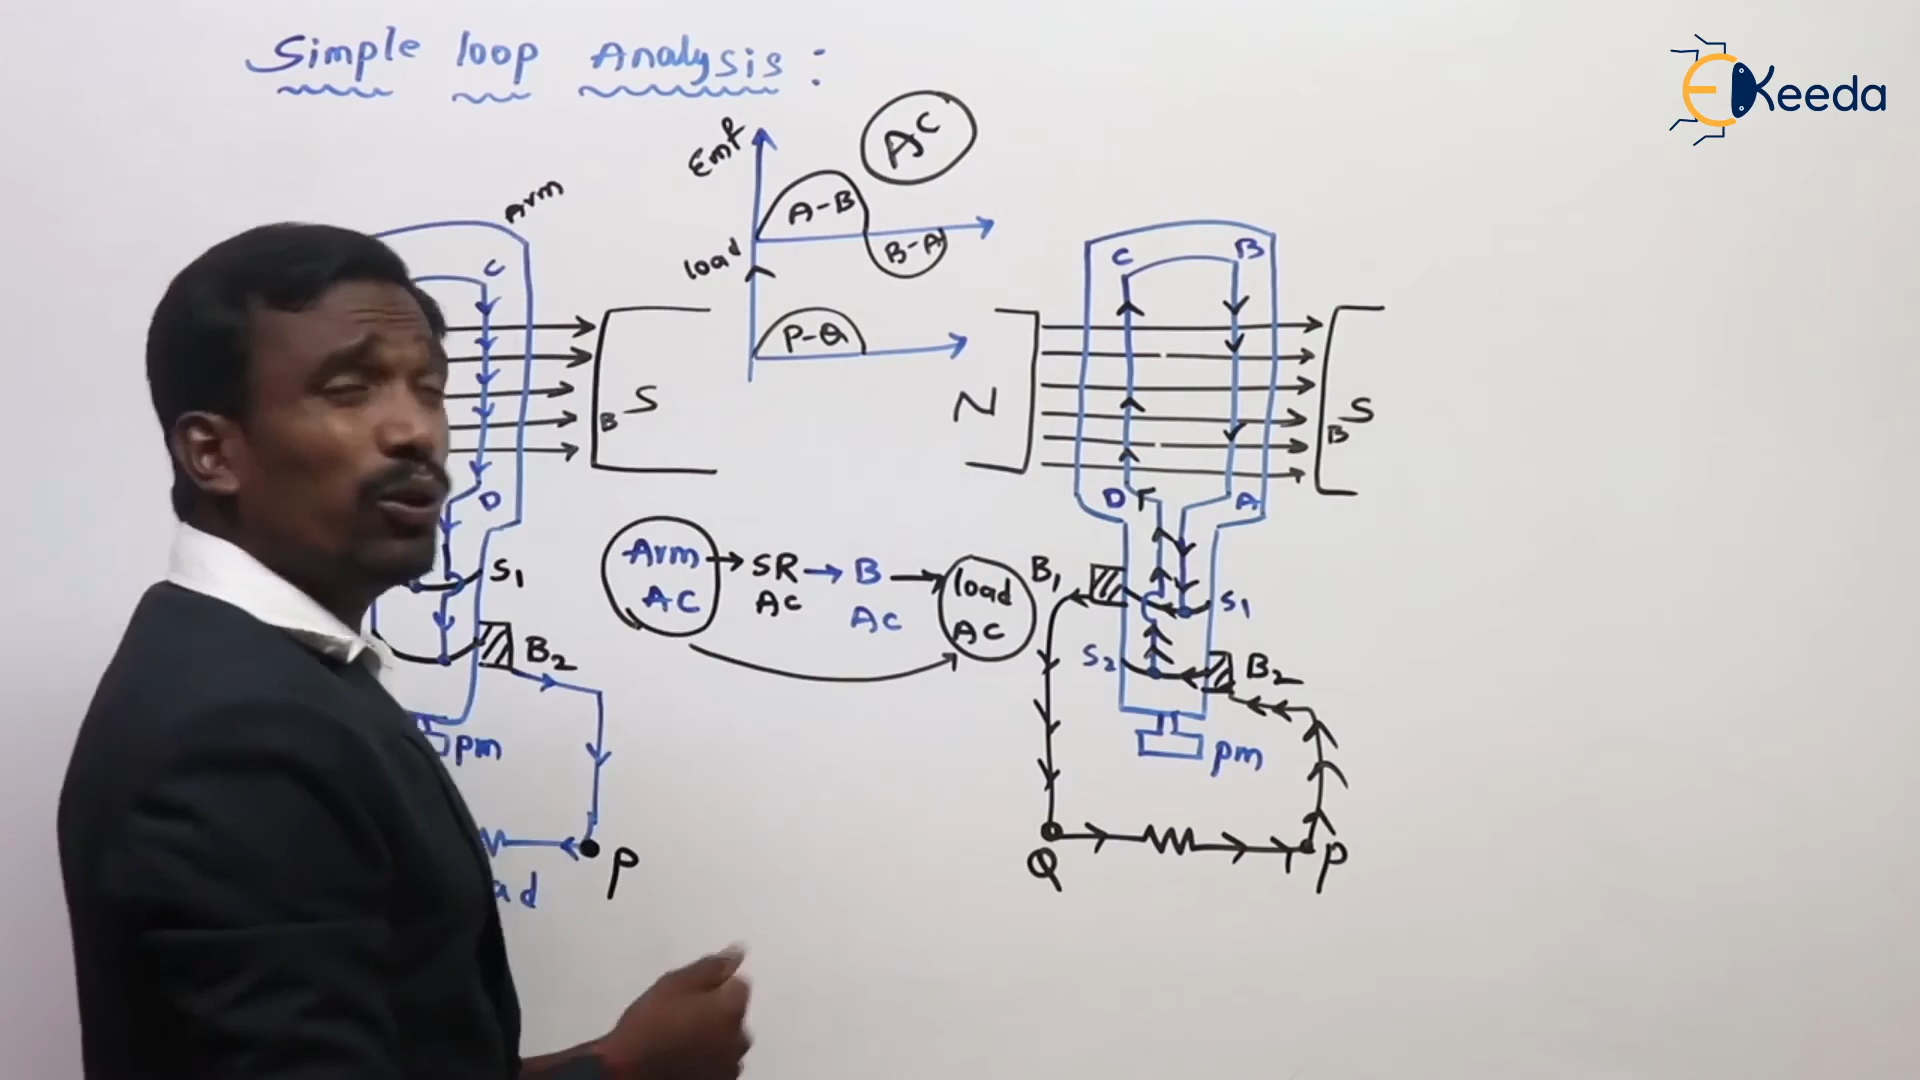 Simple loop Analysis :
EKeeda
Emf
AC
A-B
B-A
load
P-Q
Arm
C
D
B S
S1
B2
pm
ad
P
Arm → SR → B → load
AC AC AC AC
N
C B
D F A
B S
B1
S1
S2
B2
pm
Q P